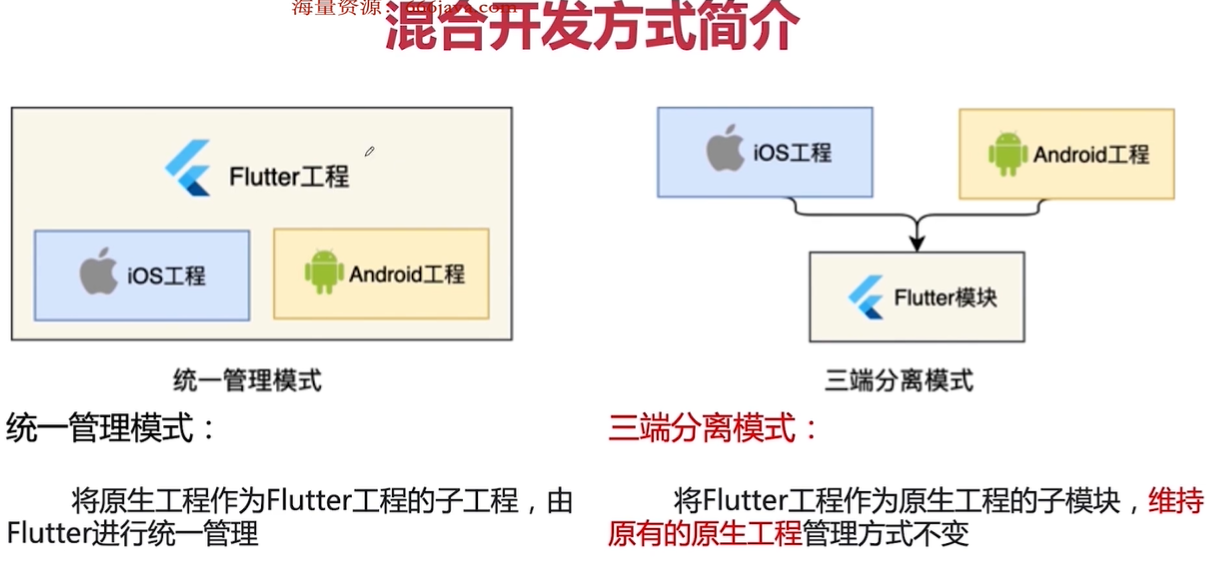 海量资源：666java.com
混合开发方式简介
Flutter工程
iOS工程
Android工程
统一管理模式
iOS工程
Android工程
Flutter模块
三端分离模式
统一管理模式：
将原生工程作为Flutter工程的子工程，由
Flutter进行统一管理
三端分离模式：
将Flutter工程作为原生工程的子模块，维持
原有的原生工程管理方式不变